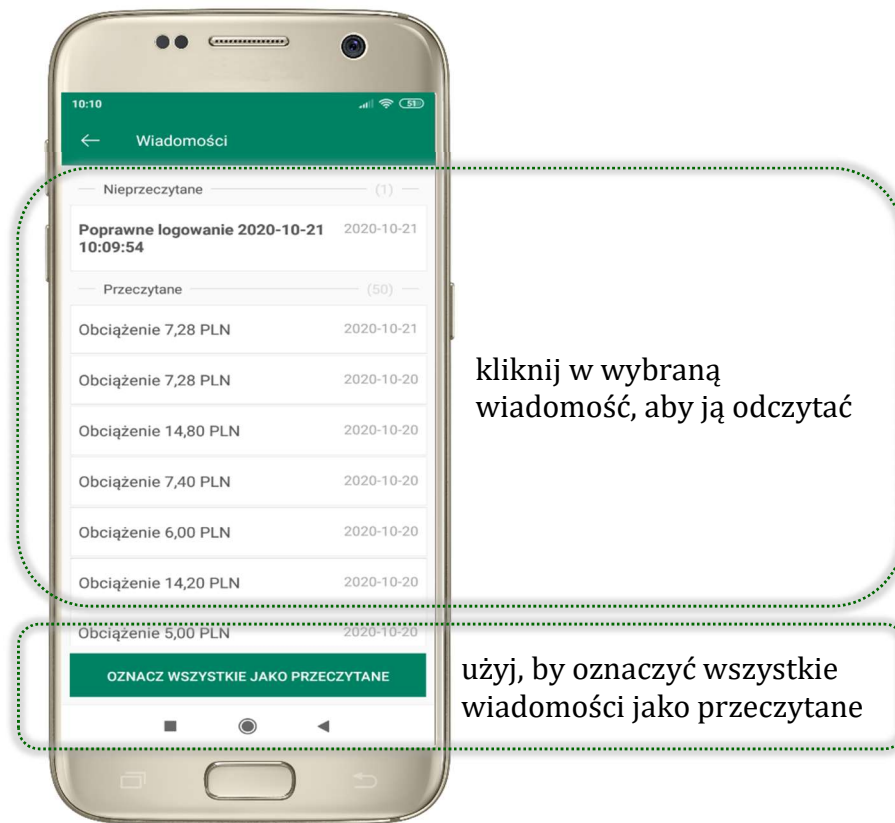 10:10
51
Wiadomości
Nieprzeczytane (1)
Poprawne logowanie 2020-10-21 2020-10-21
10:09:54
Przeczytane (50)
Obciążenie 7,28 PLN 2020-10-21
Obciążenie 7,28 PLN 2020-10-20
Obciążenie 14,80 PLN 2020-10-20
Obciążenie 7,40 PLN 2020-10-20
Obciążenie 6,00 PLN 2020-10-20
Obciążenie 14,20 PLN 2020-10-20
Obciążenie 5,00 PLN 2020-10-20
OZNACZ WSZYSTKIE JAKO PRZECZYTANE
kliknij w wybraną
wiadomość, aby ją odczytać
użyj, by oznaczyć wszystkie
wiadomości jako przeczytane